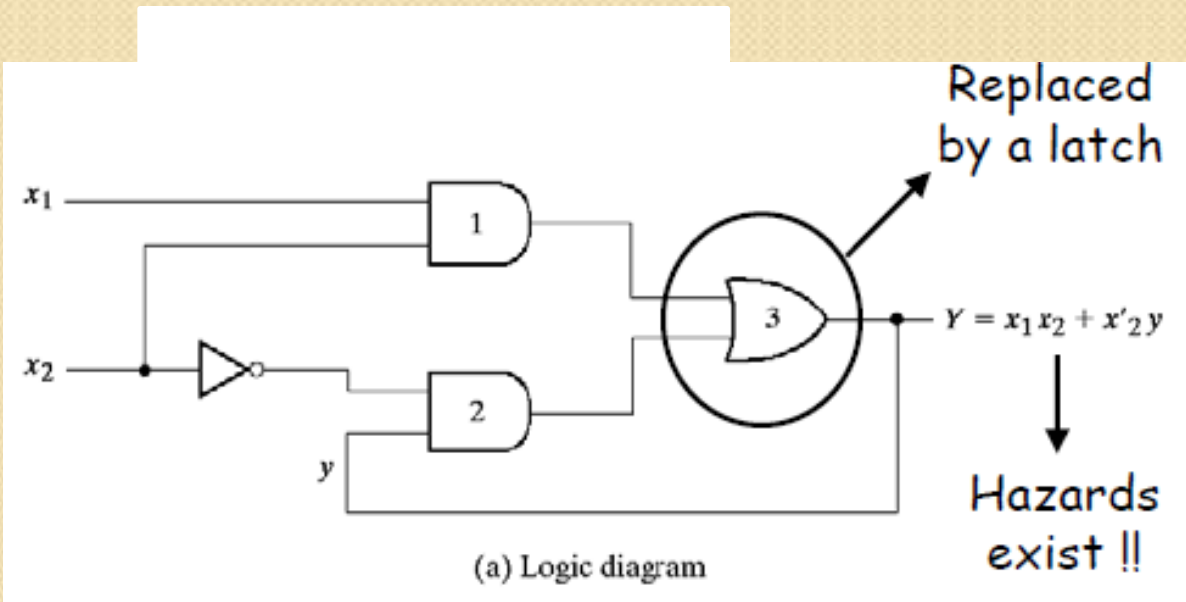 Replaced
by a latch
x1
1
3
Y = x1x2 + x'2y
x2
2
y
Hazards
exist !!
(a) Logic diagram